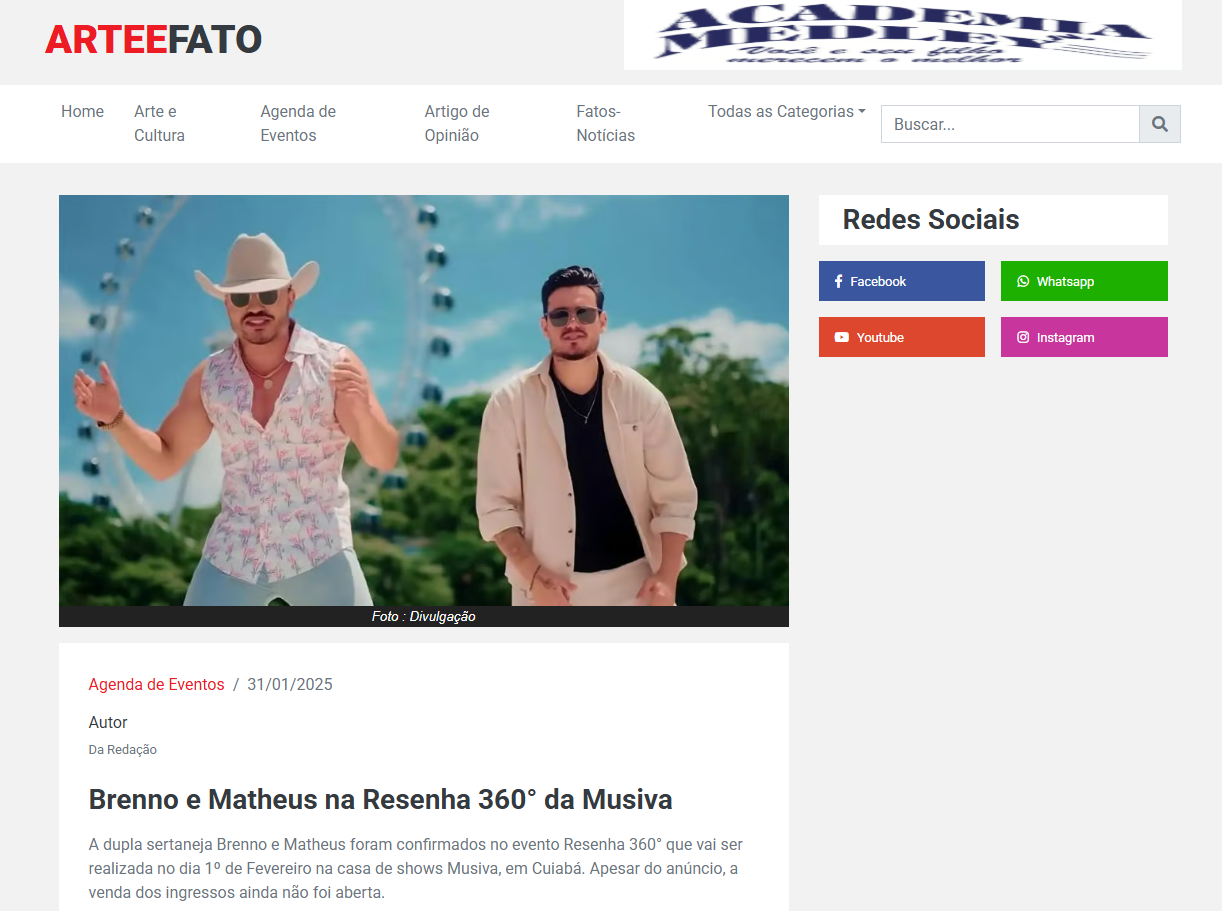 ARTEEFATO
ACADEMIA
MEDLEY
Você e seu filho
merecem o melhor
Home
Arte e
Cultura
Agenda de
Eventos
Artigo de
Opinião
Fatos-
Notícias
Todas as Categorias
Buscar...
Redes Sociais
Facebook
Whatsapp
Youtube
Instagram
Foto : Divulgação
Agenda de Eventos / 31/01/2025
Autor
Da Redação
Brenno e Matheus na Resenha 360° da Musiva
A dupla sertaneja Brenno e Matheus foram confirmados no evento Resenha 360° que vai ser
realizada no dia 1º de Fevereiro na casa de shows Musiva, em Cuiabá. Apesar do anúncio, a
venda dos ingressos ainda não foi aberta.